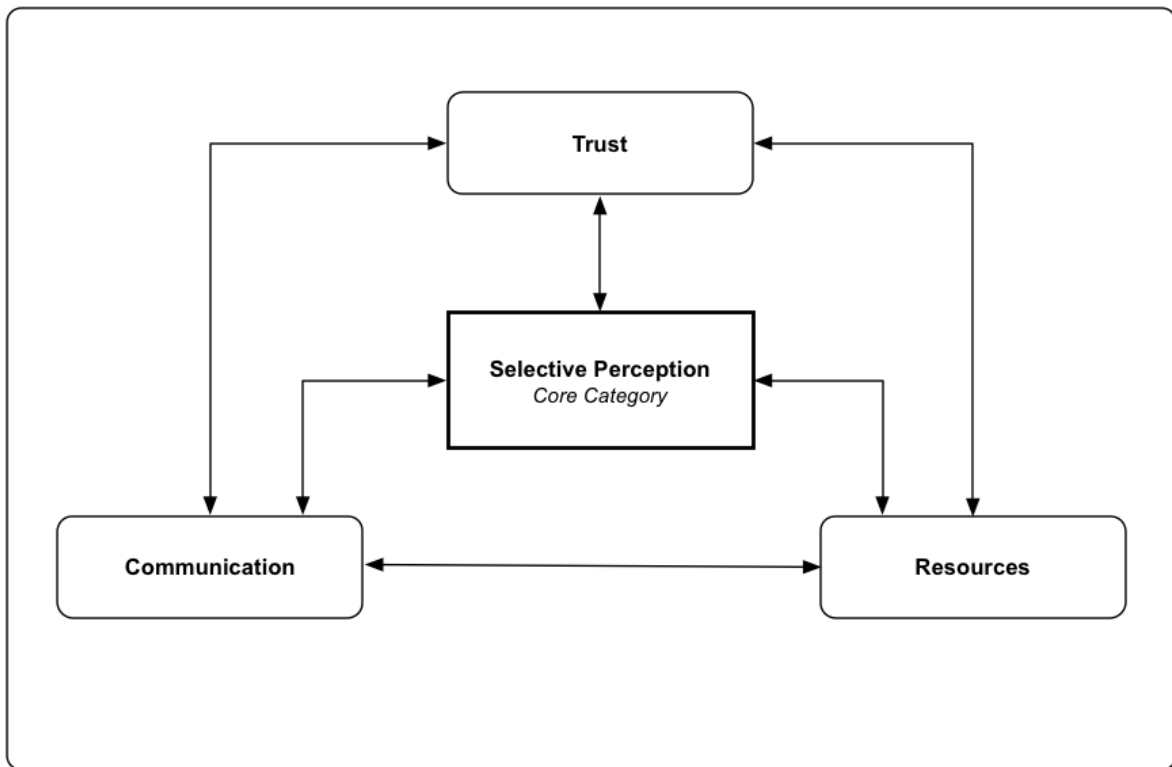 Trust
Selective Perception
Core Category
Communication
Resources